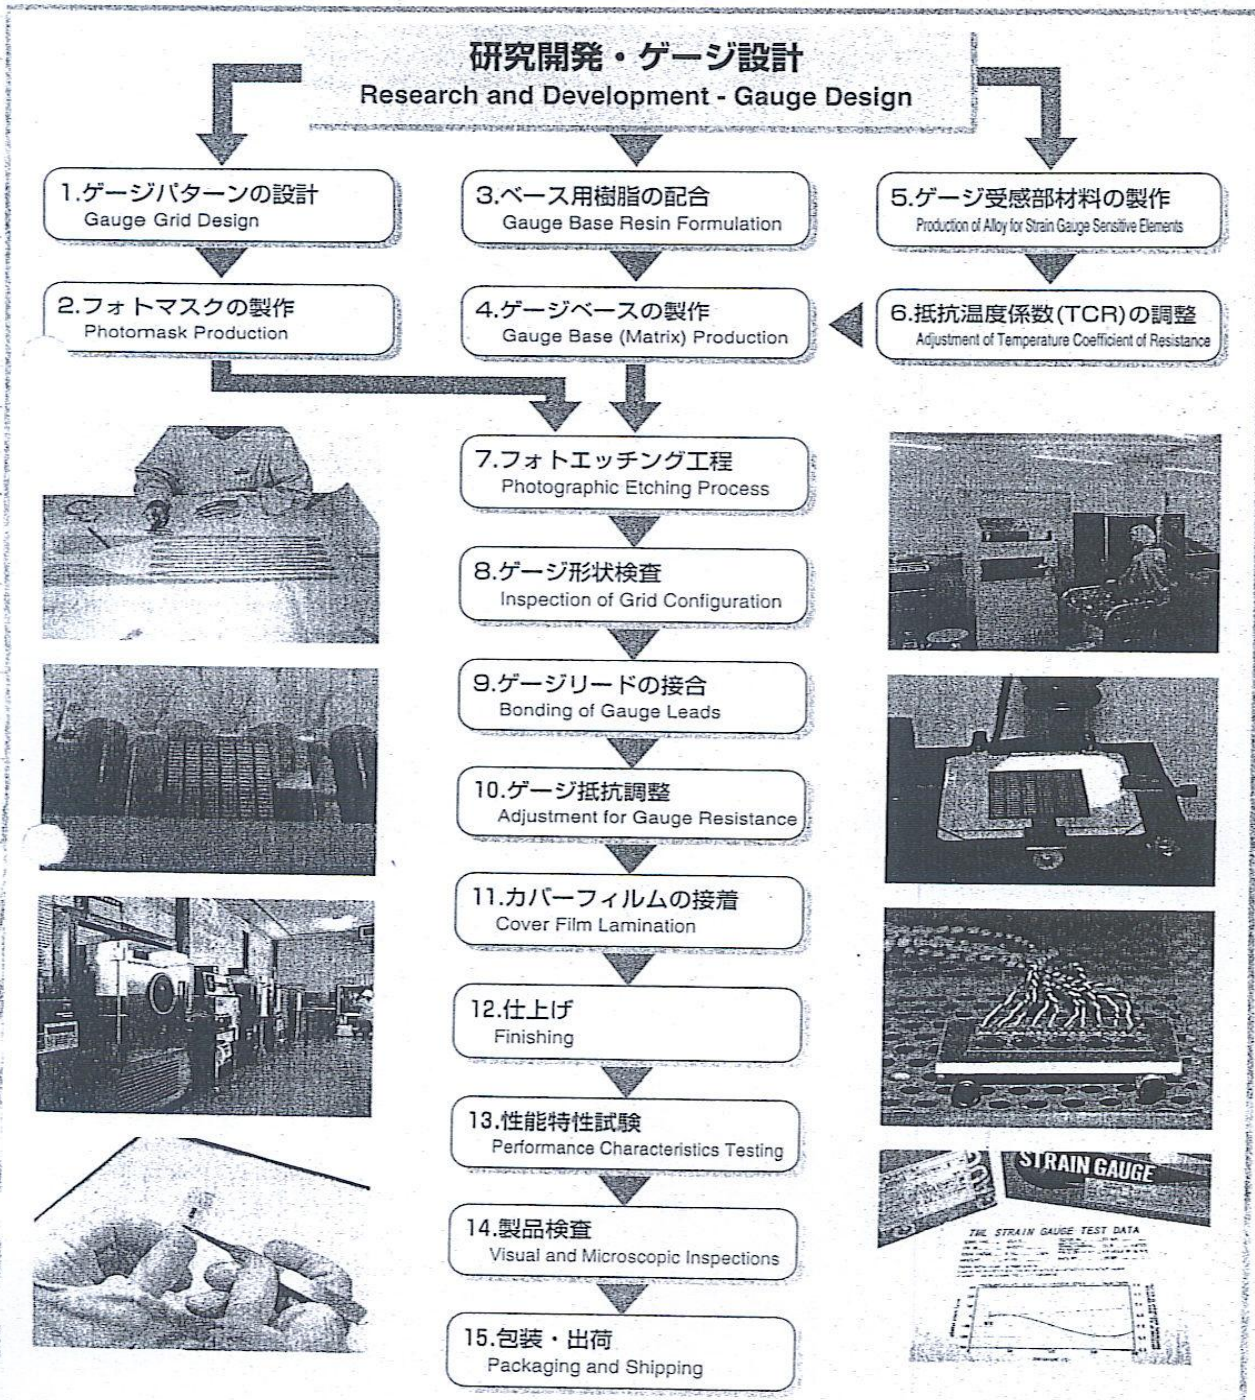 研究開発・ゲージ設計
Research and Development - Gauge Design
1.ゲージパターンの設計
Gauge Grid Design
3.ベース用樹脂の配合
Gauge Base Resin Formulation
5.ゲージ受感部材料の製作
Production of Alloy for Strain Gauge Sensitive Elements
2.フォトマスクの製作
Photomask Production
4.ゲージベースの製作
Gauge Base (Matrix) Production
6.抵抗温度係数(TCR)の調整
Adjustment of Temperature Coefficient of Resistance
7.フォトエッチング工程
Photographic Etching Process
8.ゲージ形状検査
Inspection of Grid Configuration
9.ゲージリードの接合
Bonding of Gauge Leads
10.ゲージ抵抗調整
Adjustment for Gauge Resistance
11.カバーフィルムの接着
Cover Film Lamination
12.仕上げ
Finishing
13.性能特性試験
Performance Characteristics Testing
14.製品検査
Visual and Microscopic Inspections
15.包装・出荷
Packaging and Shipping
STRAIN GAUGE
STRAIN GAUGE TEST DATA